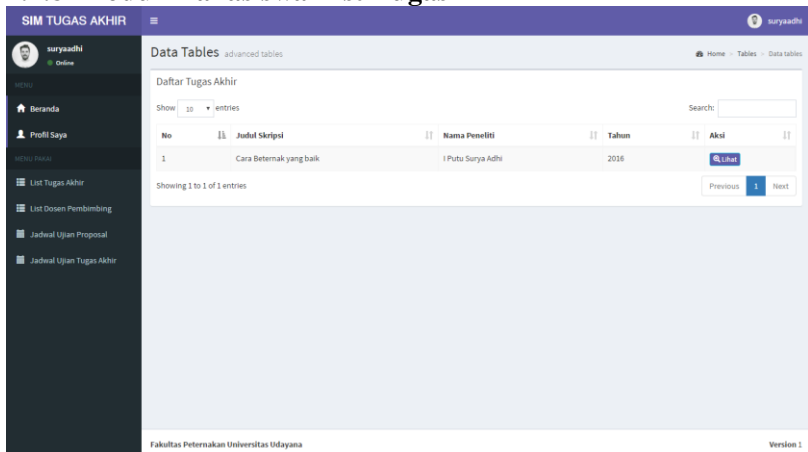 SIM TUGAS AKHIR
suryaadhi
suryaadhi
Online
Data Tables advanced tables
Home > Tables > Data tables
MENU
Beranda
Profil Saya
List Tugas Akhir
List Dosen Pembimbing
Jadwal Ujian Proposal
Jadwal Ujian Tugas Akhir
Daftar Tugas Akhir
Show 10 entries
Search:
No Judul Skripsi Nama Peneliti Tahun Aksi
1 Cara Beternak yang baik I Putu Surya Adhi 2016 Lihat
Showing 1 to 1 of 1 entries
Previous 1 Next
Fakultas Peternakan Universitas Udayana
Version 1